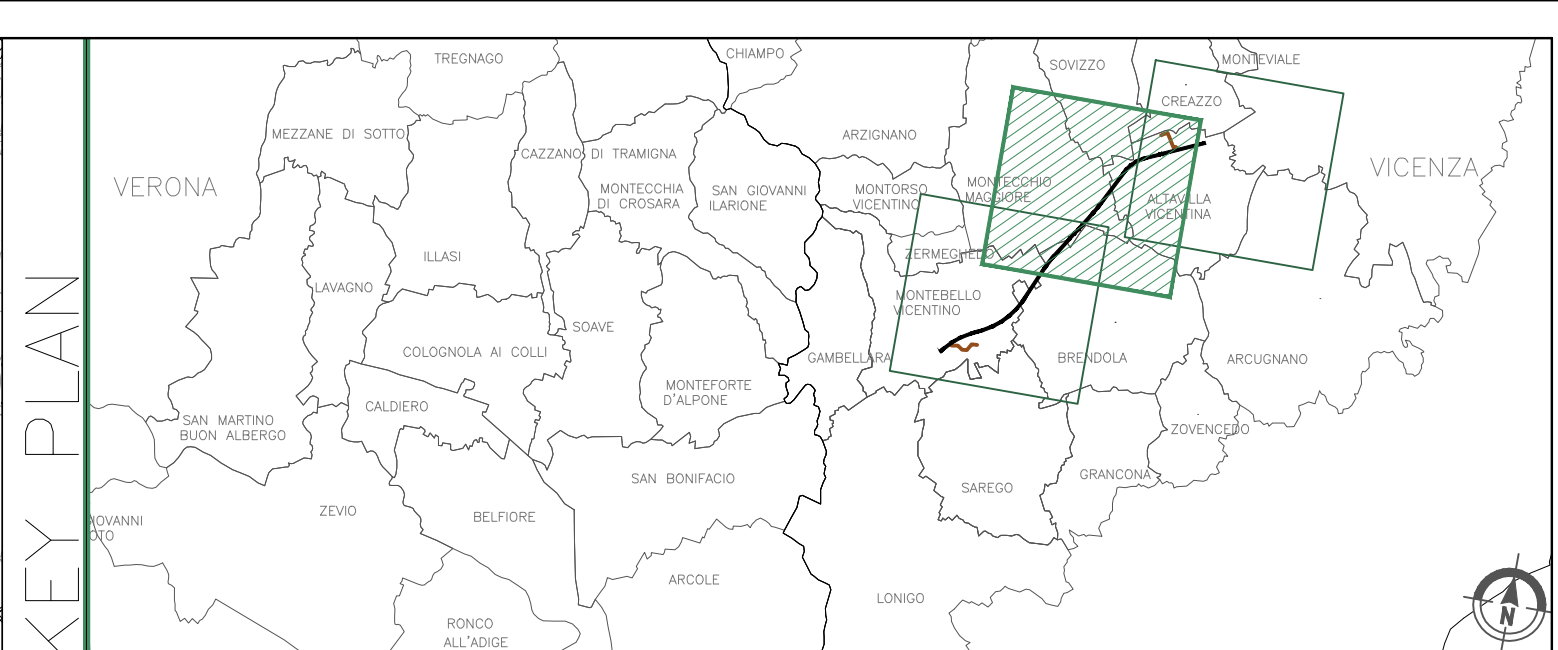 KEY PLAN
TREGNAGO
CHIAMPO
SOVIZZO
MONTEVIALE
CREAZZO
MEZZANE DI SOTTO
ARZIGNANO
CAZZANO DI TRAMIGNA
VICENZA
VERONA
MONTECCHIA
DI CROSARA
SAN GIOVANNI
ILARIONE
MONTORSO
VICENTINO
MONTECCHIO
MAGGIORE
ALTAVILLA
VICENTINA
ILLASI
ZERMEGHEDO
LAVAGNO
MONTEBELLO
VICENTINO
SOAVE
COLOGNOLA AI COLLI
GAMBELLARA
BRENDOLA
ARCUGNANO
MONTEFORTE
D'ALPONE
CALDIERO
SAN MARTINO
BUON ALBERGO
ZOVENCEDO
SAN BONIFACIO
GRANCONA
SAREGO
ZEVIO
BELFIORE
IOVANNI
OTO
ARCOLE
LONIGO
RONCO
ALL'ADIGE
N